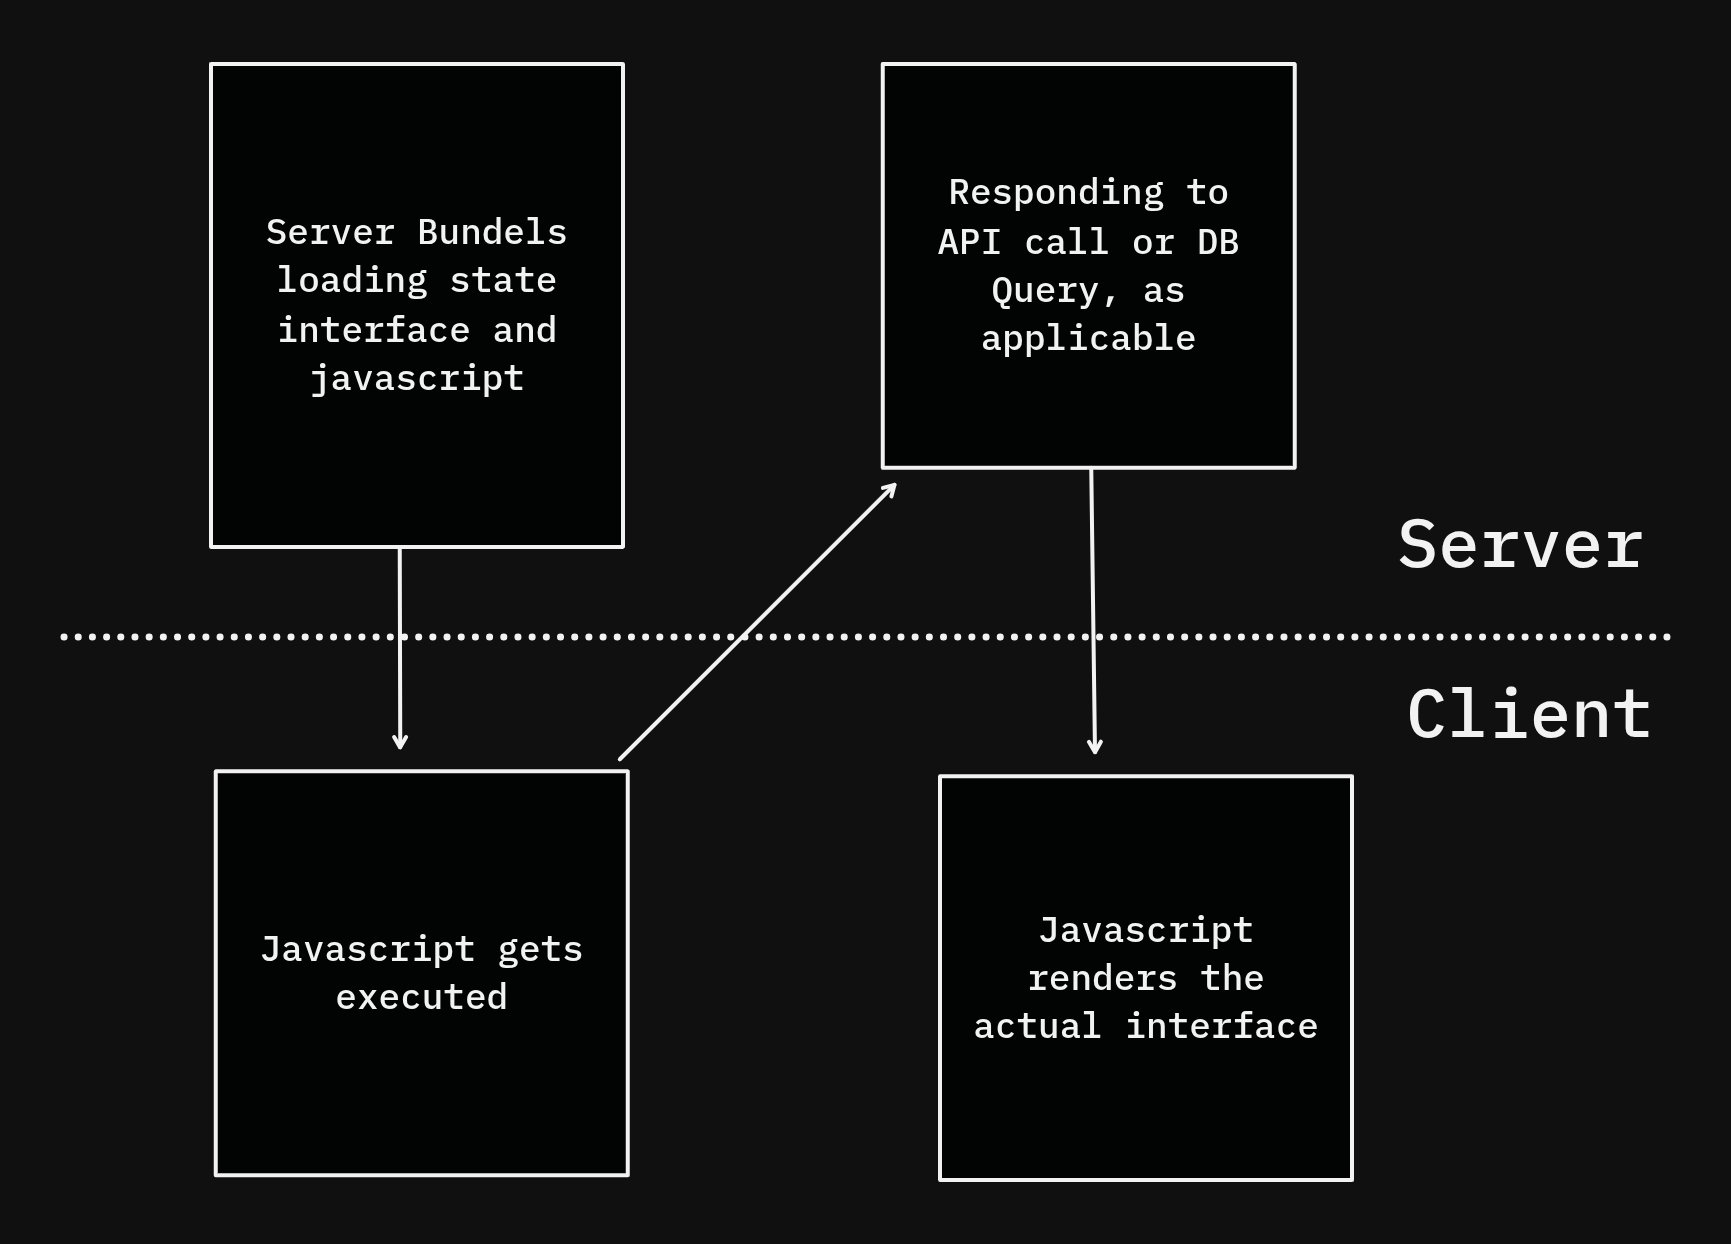 Server Bundels
loading state
interface and
javascript
Responding to
API call or DB
Query, as
applicable
Server
Client
Javascript gets
executed
Javascript
renders the
actual interface